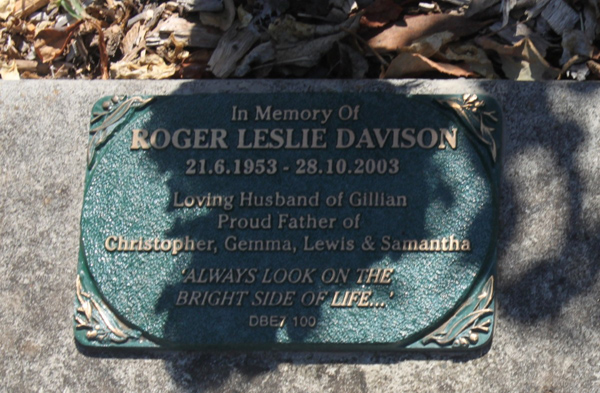 In Memory Of
ROGER LESLIE DAVISON
21.6.1953 - 28.10.2003
Loving Husband of Gillian
Proud Father of
Christopher, Gemma, Lewis & Samantha
'ALWAYS LOOK ON THE
BRIGHT SIDE OF LIFE...'
DBE7 100